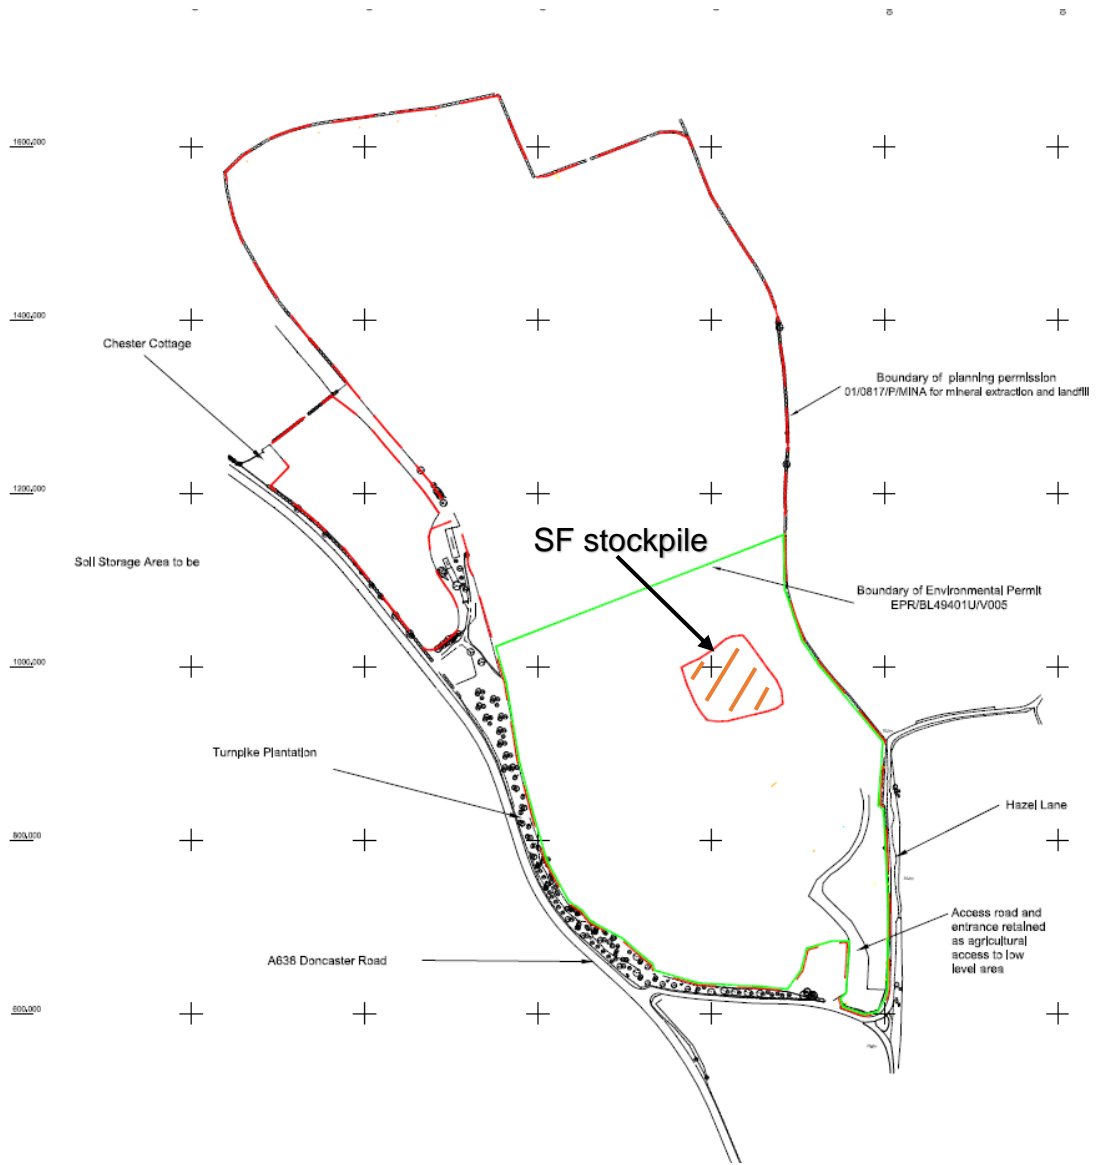 1600.000
1400.000
Chester Cottage
Boundary of planning permission
01/0817/P/MINA for mineral extraction and landfill
1200.000
SF stockpile
Soil Storage Area to be
Boundary of Environmental Permit
EPR/BL49401U/V005
1000.000
Turnpike Plantation
Hazel Lane
800.000
Access road and
entrance retained
as agricultural
access to low
level area
A638 Doncaster Road
600.000